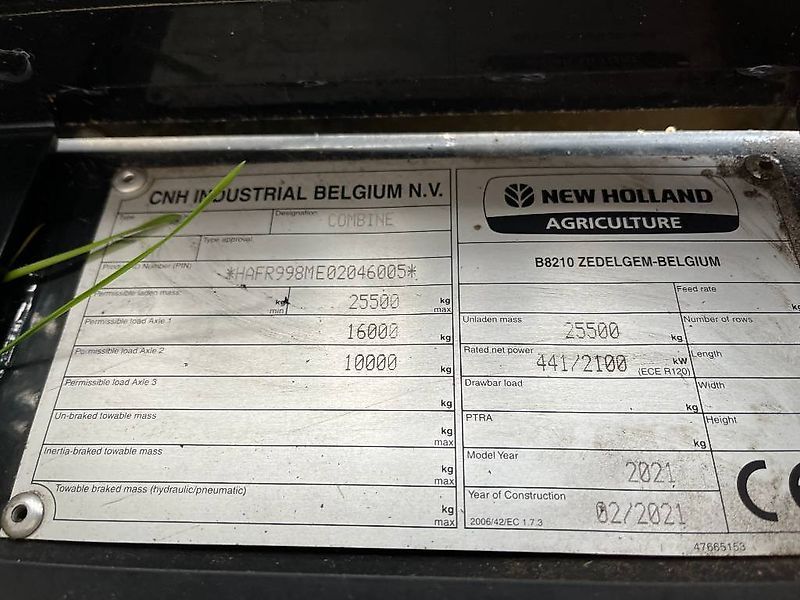 CNH INDUSTRIAL BELGIUM N.V.
Type
Designation COMBINE
Type approval
Product ID Number (PIN) *HAFR998ME02046005*
Permissible laden mass kg min 25500 kg max
Permissible load Axle 1 16000 kg
Permissible load Axle 2 10000 kg
Permissible load Axle 3 kg
Un-braked towable mass kg max
Inertia-braked towable mass kg max
Towable braked mass (hydraulic/pneumatic) kg max
NEW HOLLAND
AGRICULTURE
B8210 ZEDELGEM-BELGIUM
Feed rate
Unladen mass 25500 kg
Number of rows
Rated net power 441/2100 kW (ECE R120)
Length
Drawbar load kg
Width
PTRA kg
Height
Model Year 2021
Year of Construction 02/2021
2006/42/EC 1.7.3
CE
47665153